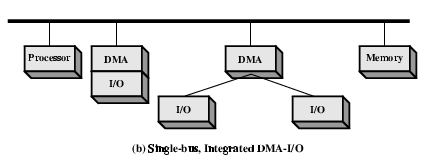 Processor DMA DMA Memory
I/O
I/O I/O
(b) Single-bus, Integrated DMA-I/O